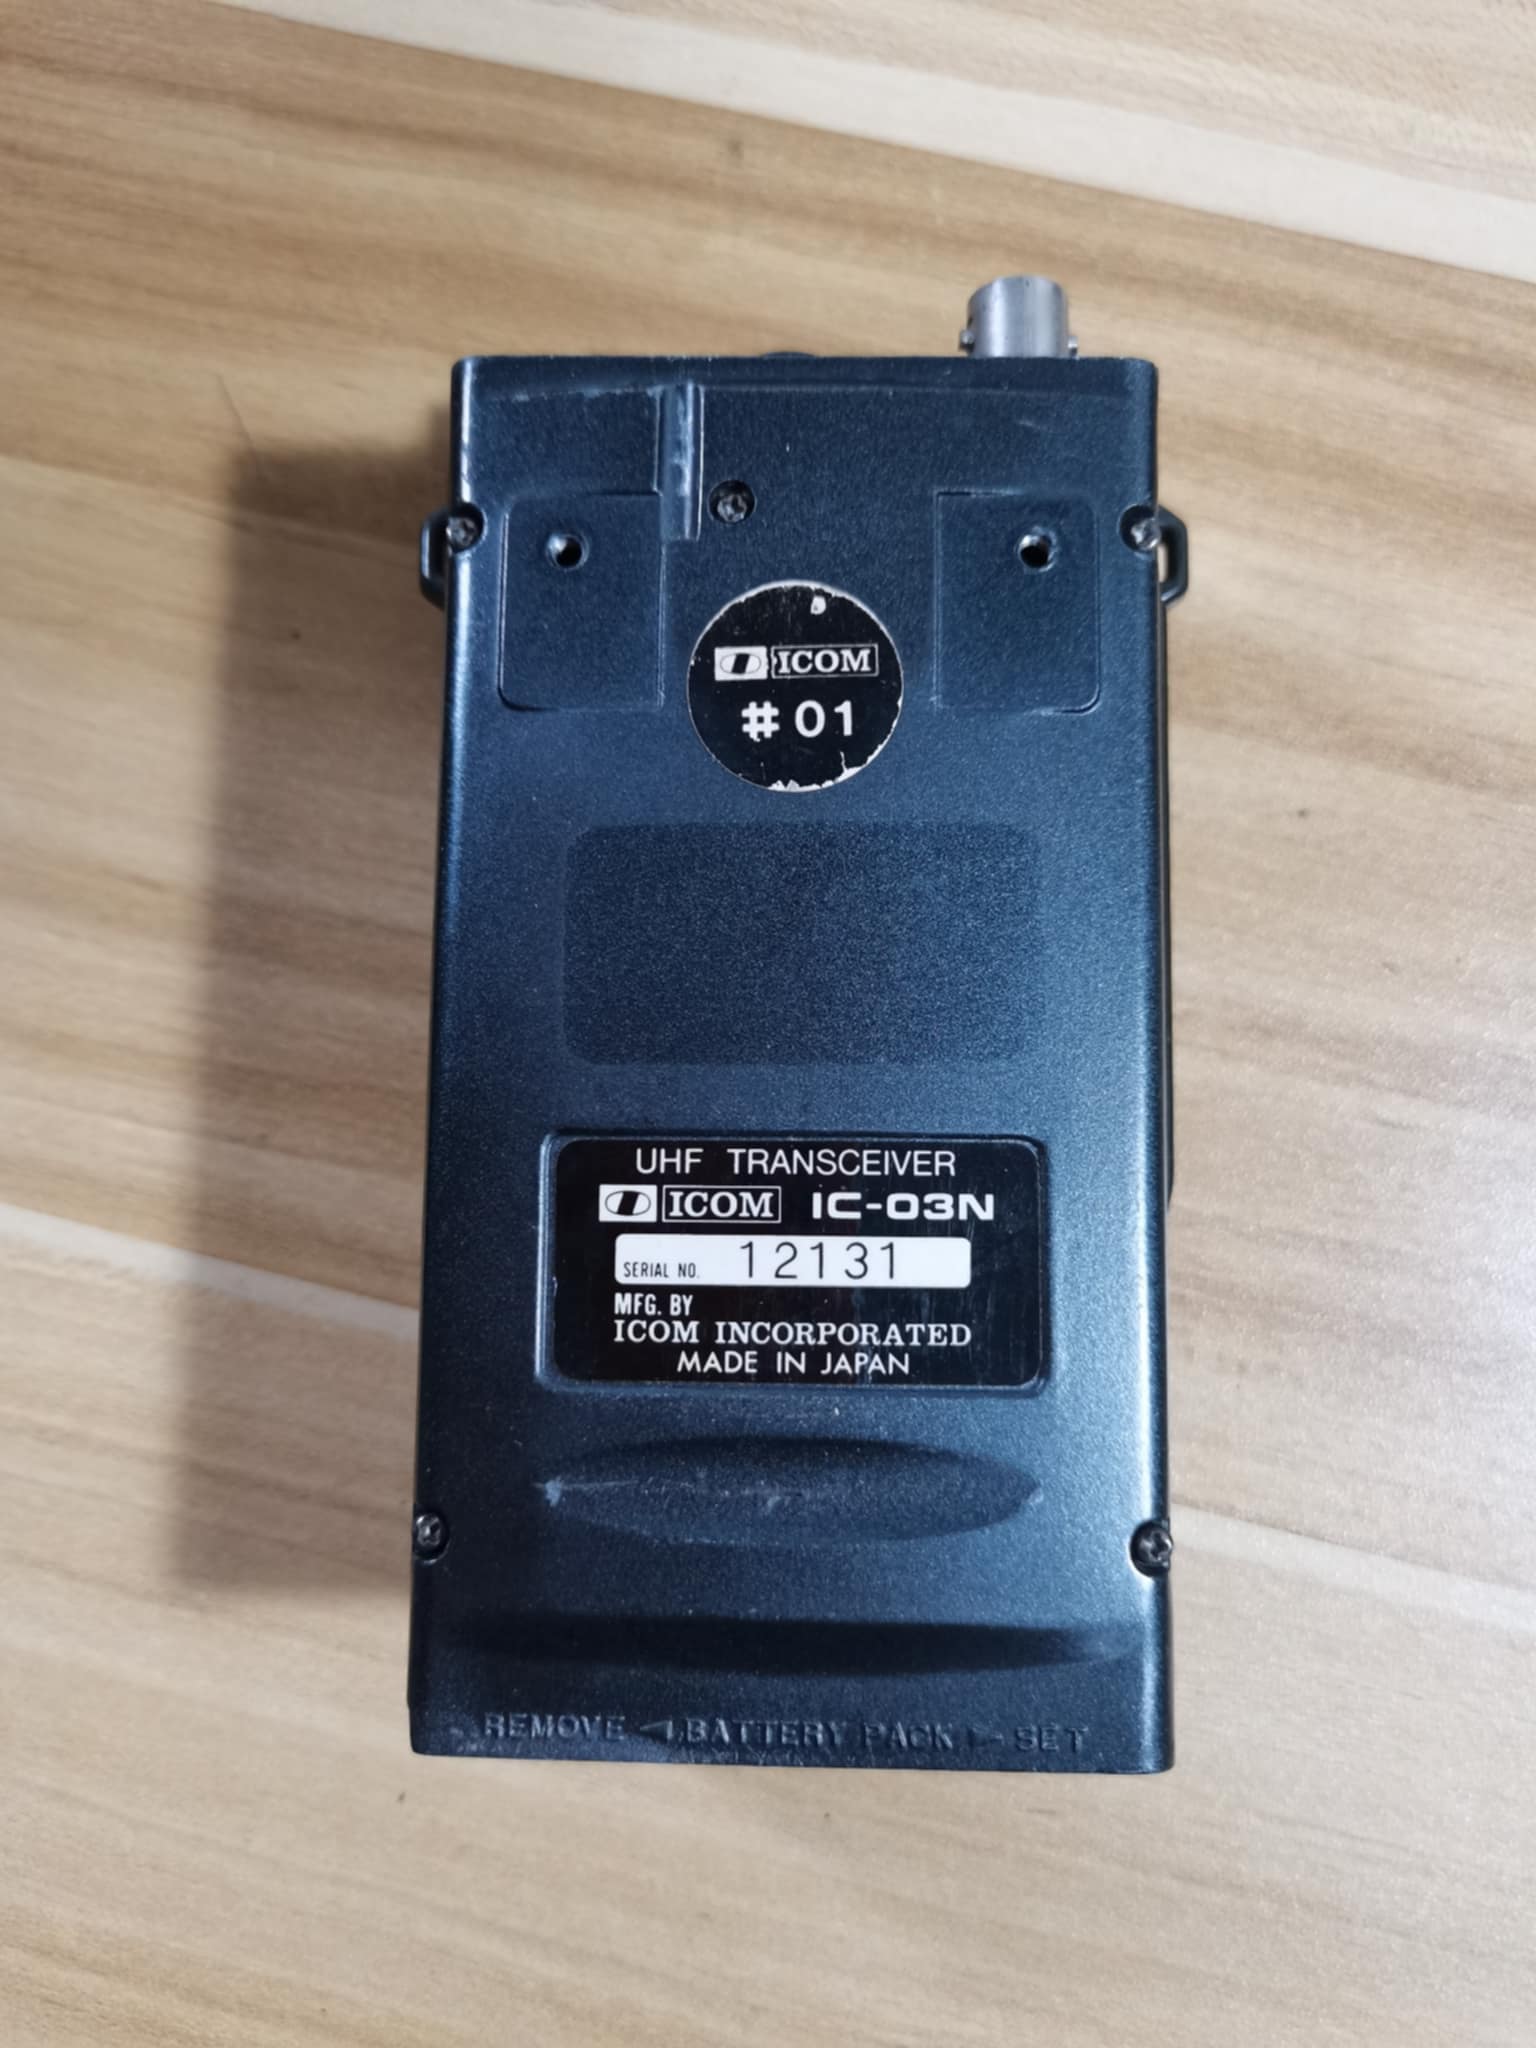 ICOM
#01
UHF TRANSCEIVER
ICOM IC-03N
SERIAL NO. 12131
MFG. BY
ICOM INCORPORATED
MADE IN JAPAN
REMOVE ◁ BATTERY PACK ▷ SET